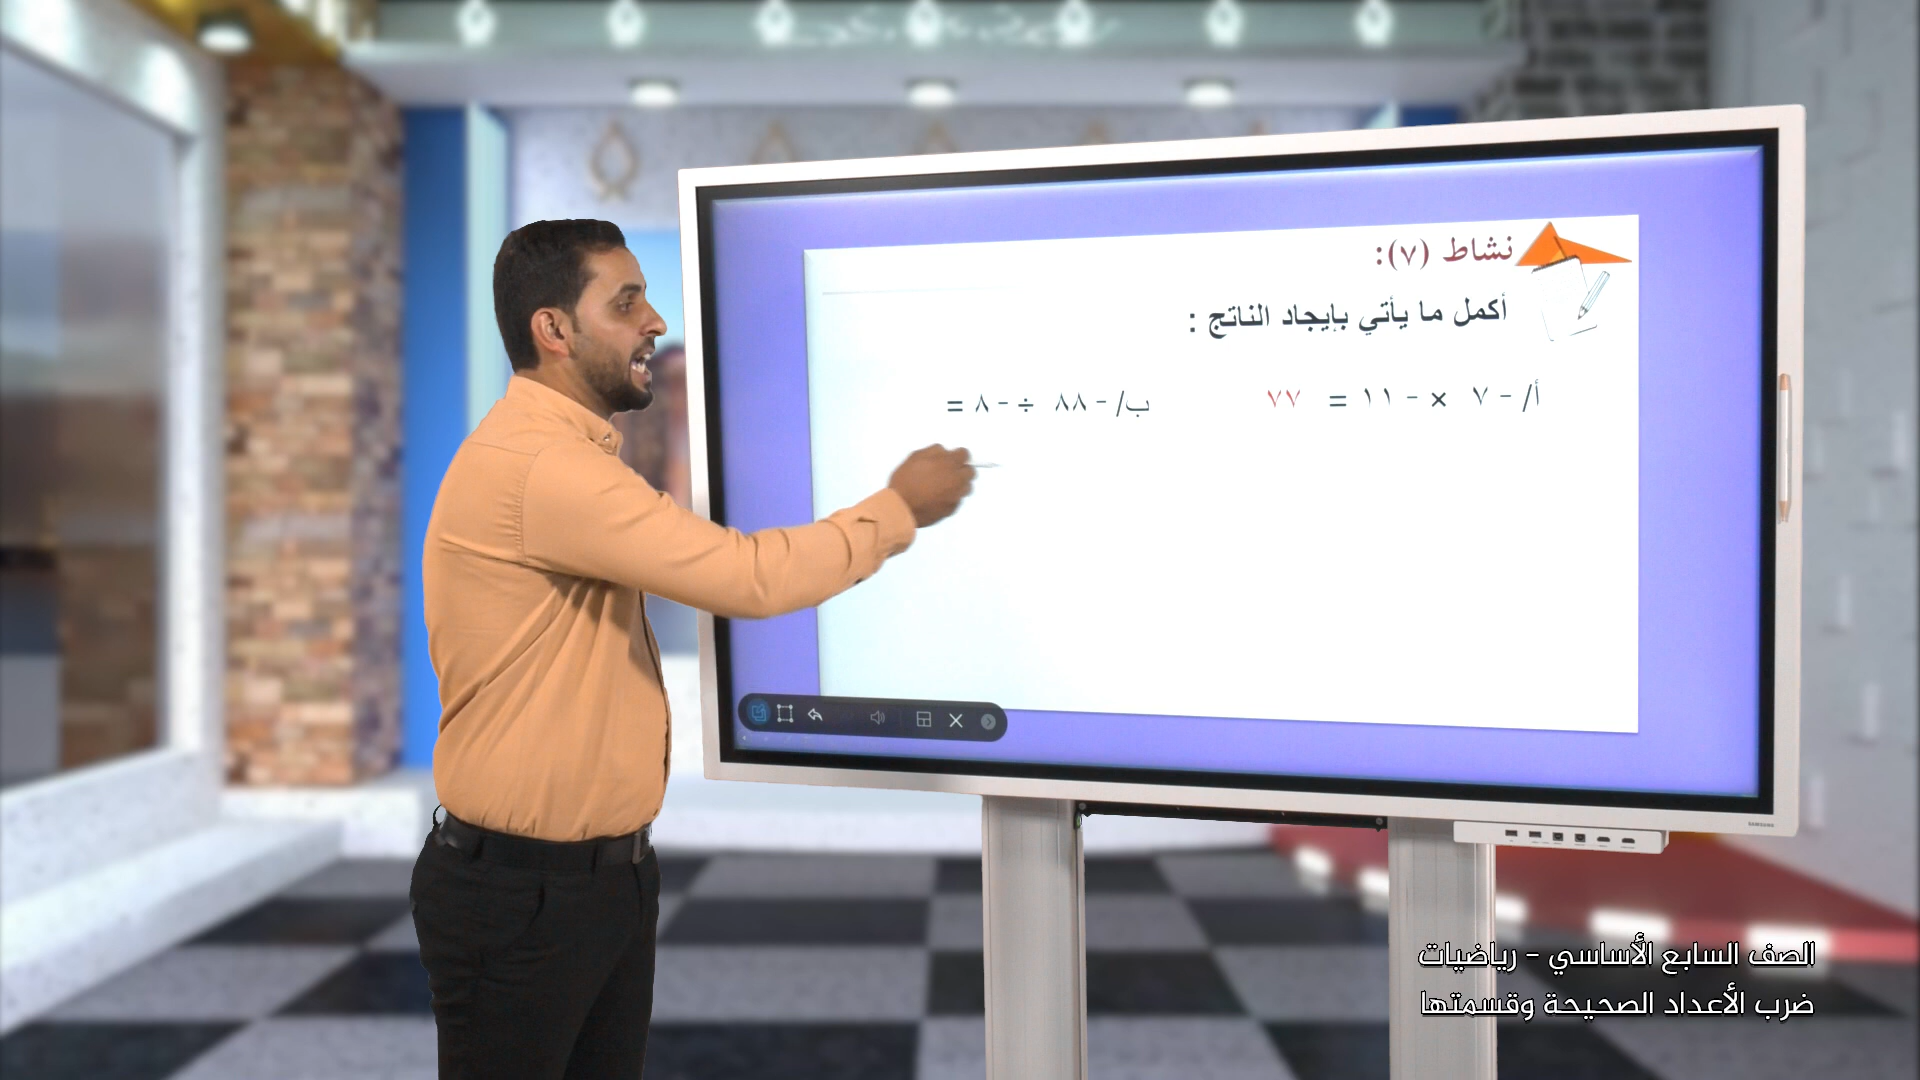 نشاط (٧):
أكمل ما يأتي بإيجاد الناتج :
أ/- ٧ × - ١١ = ٧٧
ب/- ٨٨ ÷ - ٨ =
SAMSUNG
الصف السابع الأساسي - رياضيات
ضرب الأعداد الصحيحة وقسمتها